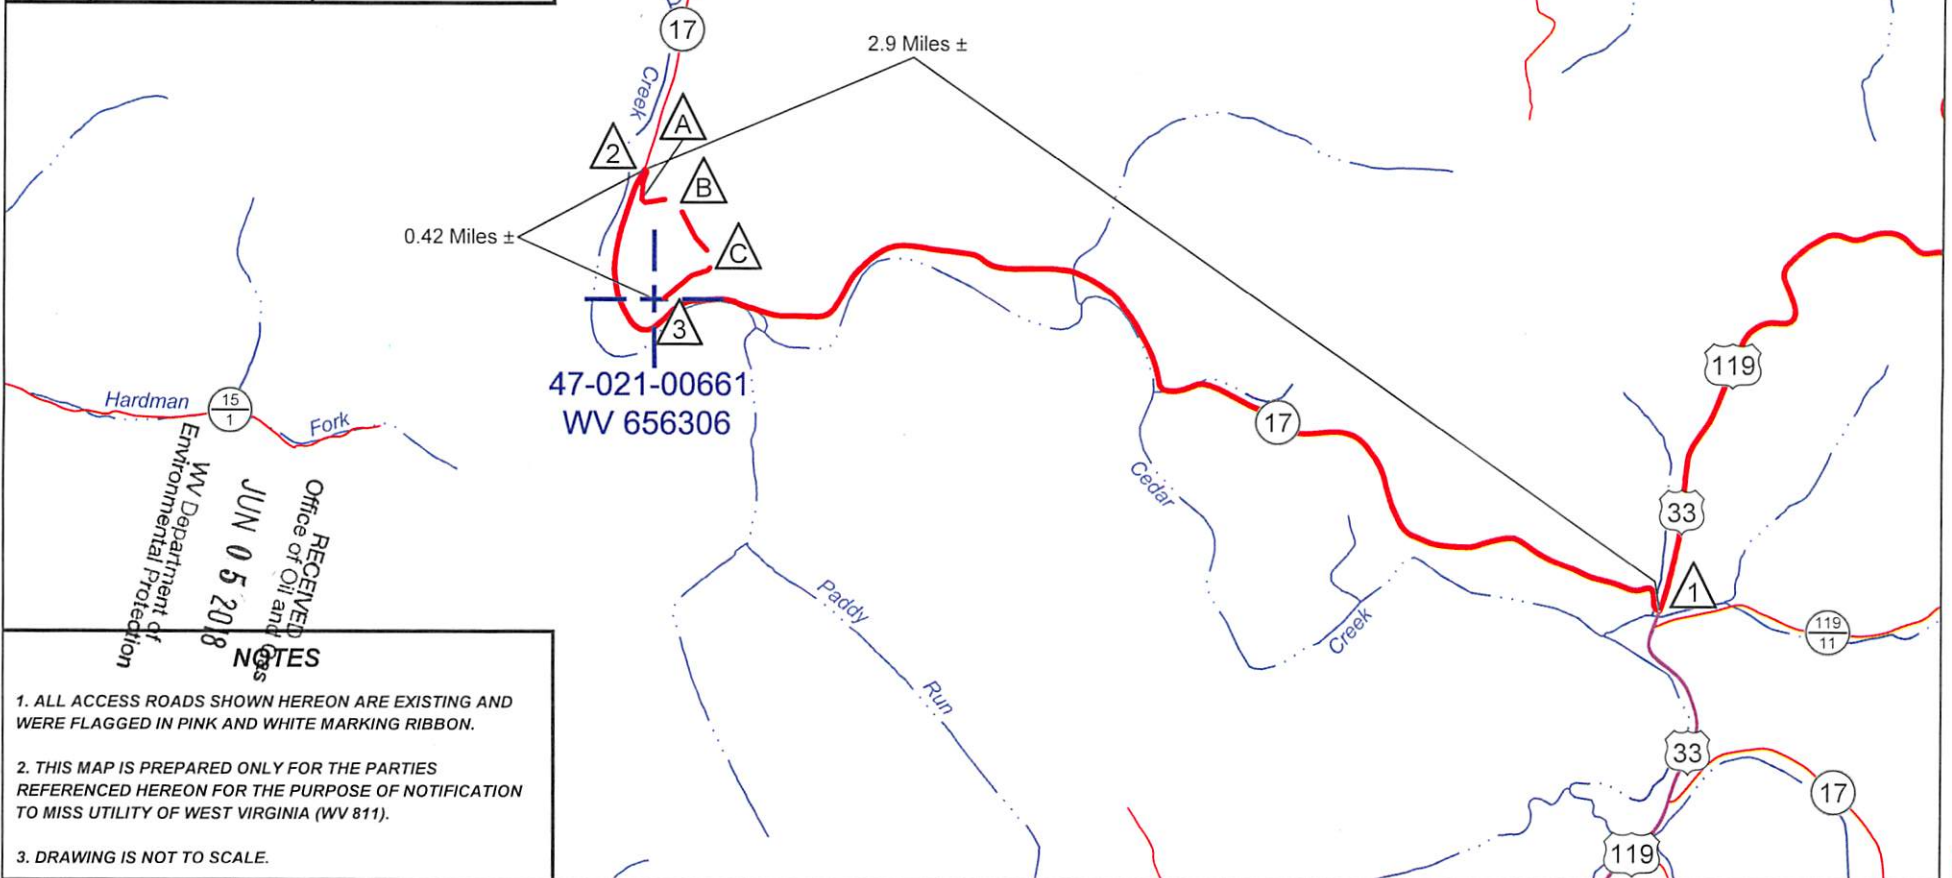 17
2.9 Miles ±
Creek
A
2
B
0.42 Miles ±
C
3
119
47-021-00661
WV 656306
Hardman
15
1
Fork
17
Cedar
33
RECEIVED
Office of Oil and Gas
JUN 05 2018
WV Department of
Environmental Protection
1
Paddy
Creek
119
11
Run
33
17
119
NOTES
1. ALL ACCESS ROADS SHOWN HEREON ARE EXISTING AND
WERE FLAGGED IN PINK AND WHITE MARKING RIBBON.
2. THIS MAP IS PREPARED ONLY FOR THE PARTIES
REFERENCED HEREON FOR THE PURPOSE OF NOTIFICATION
TO MISS UTILITY OF WEST VIRGINIA (WV 811).
3. DRAWING IS NOT TO SCALE.